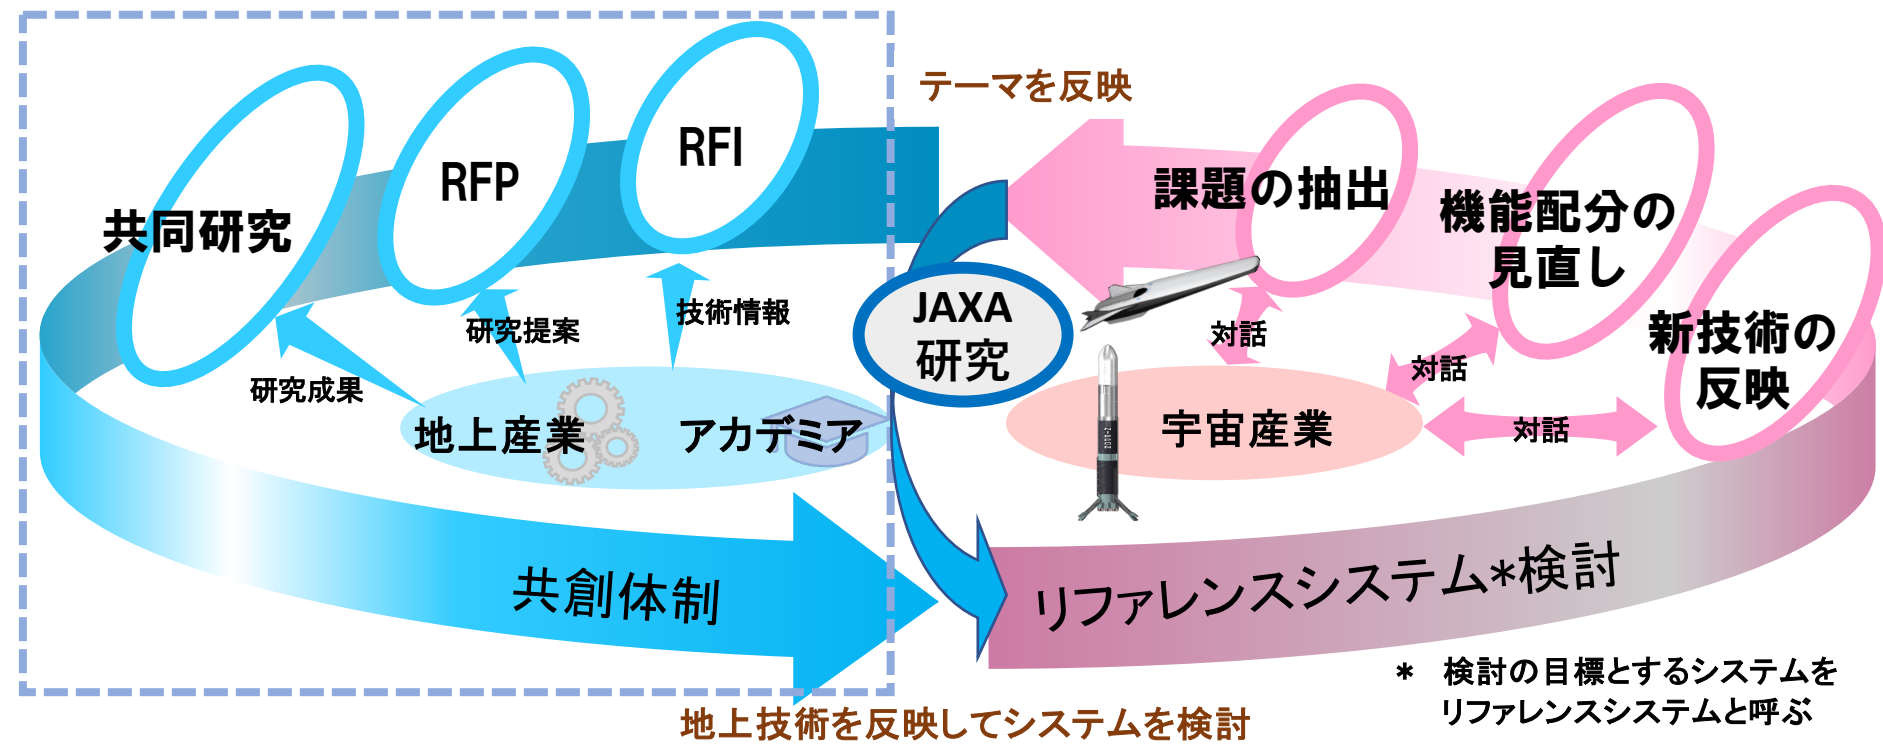 テーマを反映
RFI
RFP
共同研究
課題の抽出
機能配分の
見直し
新技術の
反映
技術情報
研究提案
研究成果
JAXA
研究
対話
対話
対話
地上産業
アカデミア
宇宙産業
共創体制
リファレンスシステム*検討
地上技術を反映してシステムを検討
* 検討の目標とするシステムを
リファレンスシステムと呼ぶ